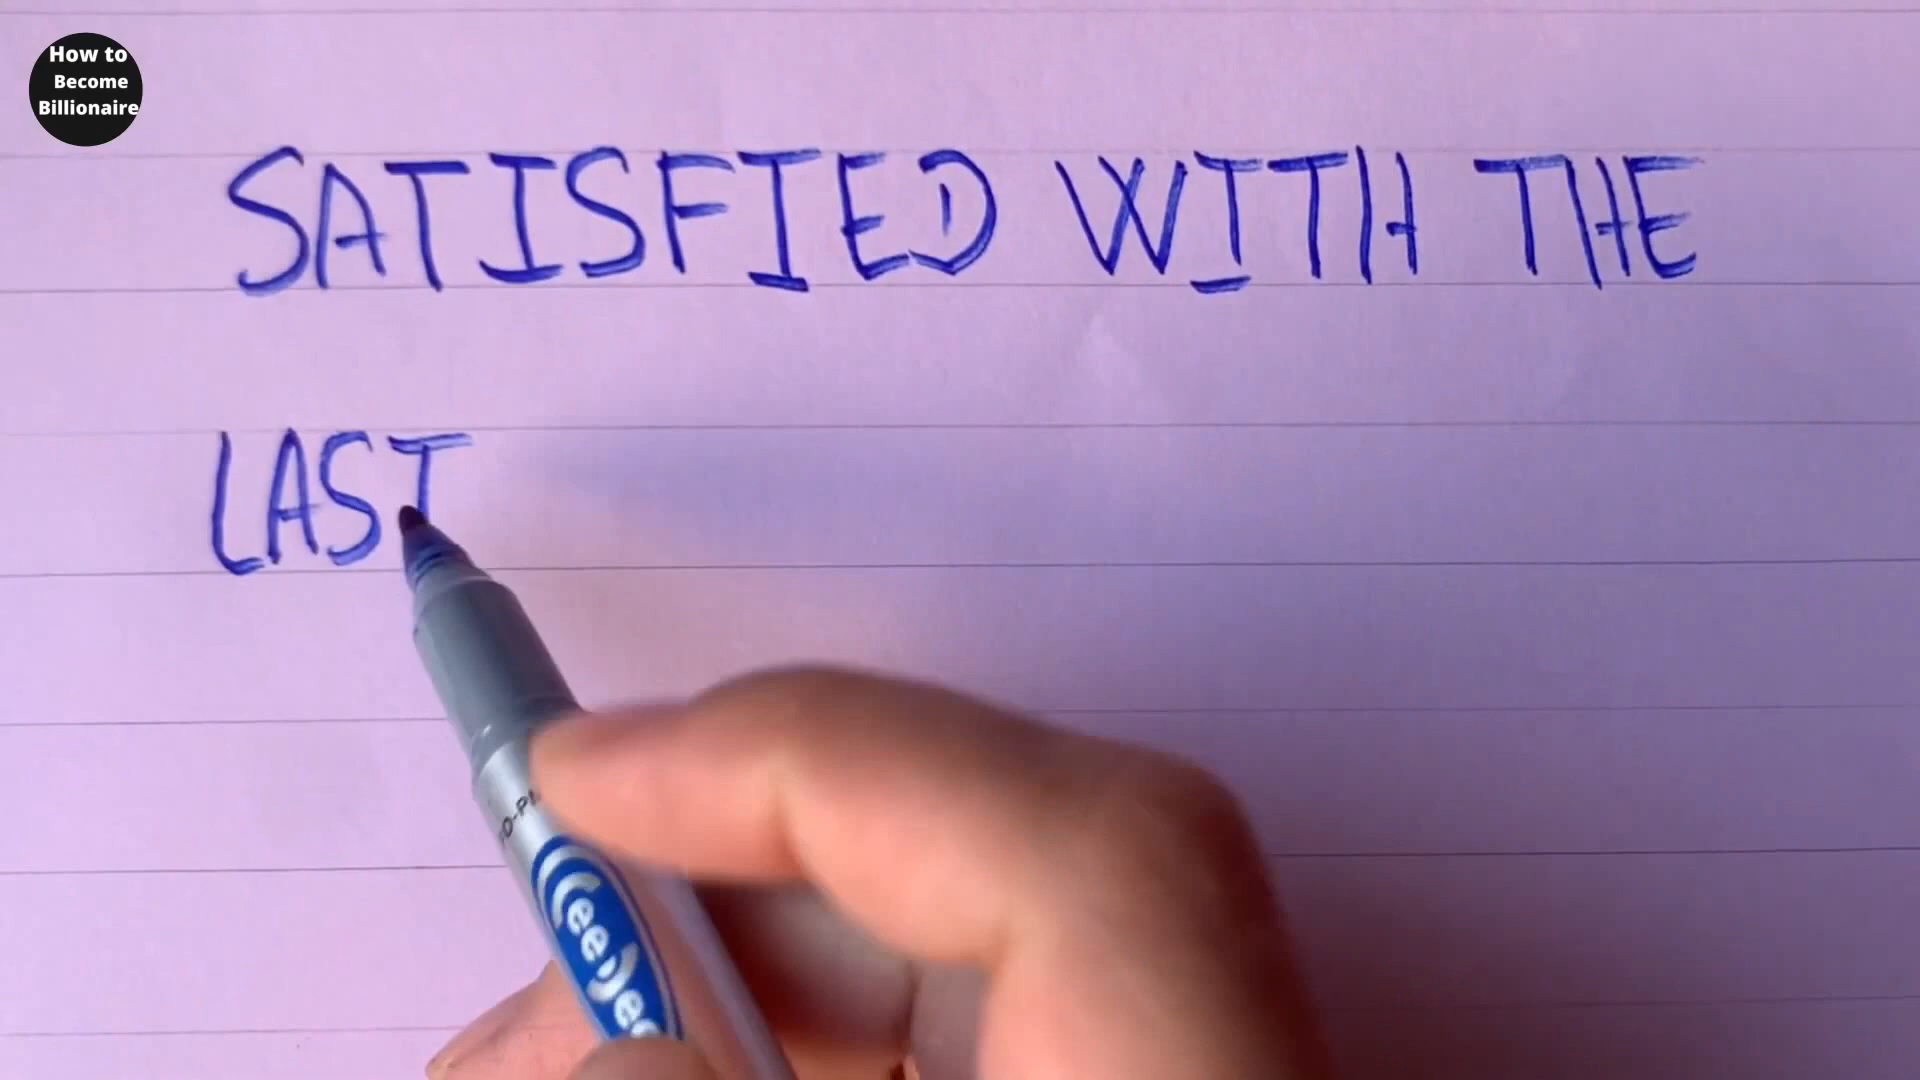 How to
Become
Billionaire
SATISFIED WITH THE
LAST